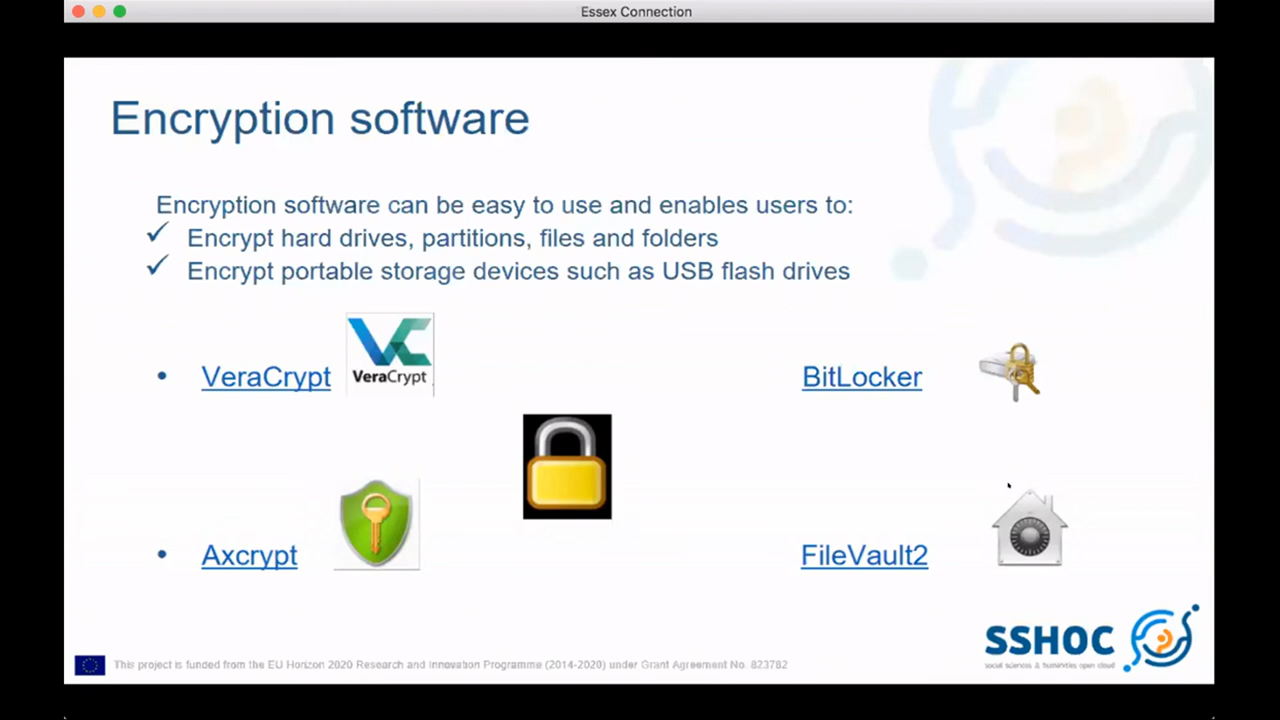 Essex Connection
Encryption software
Encryption software can be easy to use and enables users to:
✓ Encrypt hard drives, partitions, files and folders
✓ Encrypt portable storage devices such as USB flash drives
• VeraCrypt
VeraCrypt
BitLocker
• Axcrypt
FileVault2
SSHOC
social sciences & humanities open cloud
This project is funded from the EU Horizon 2020 Research and Innovation Programme (2014-2020) under Grant Agreement No. 823782